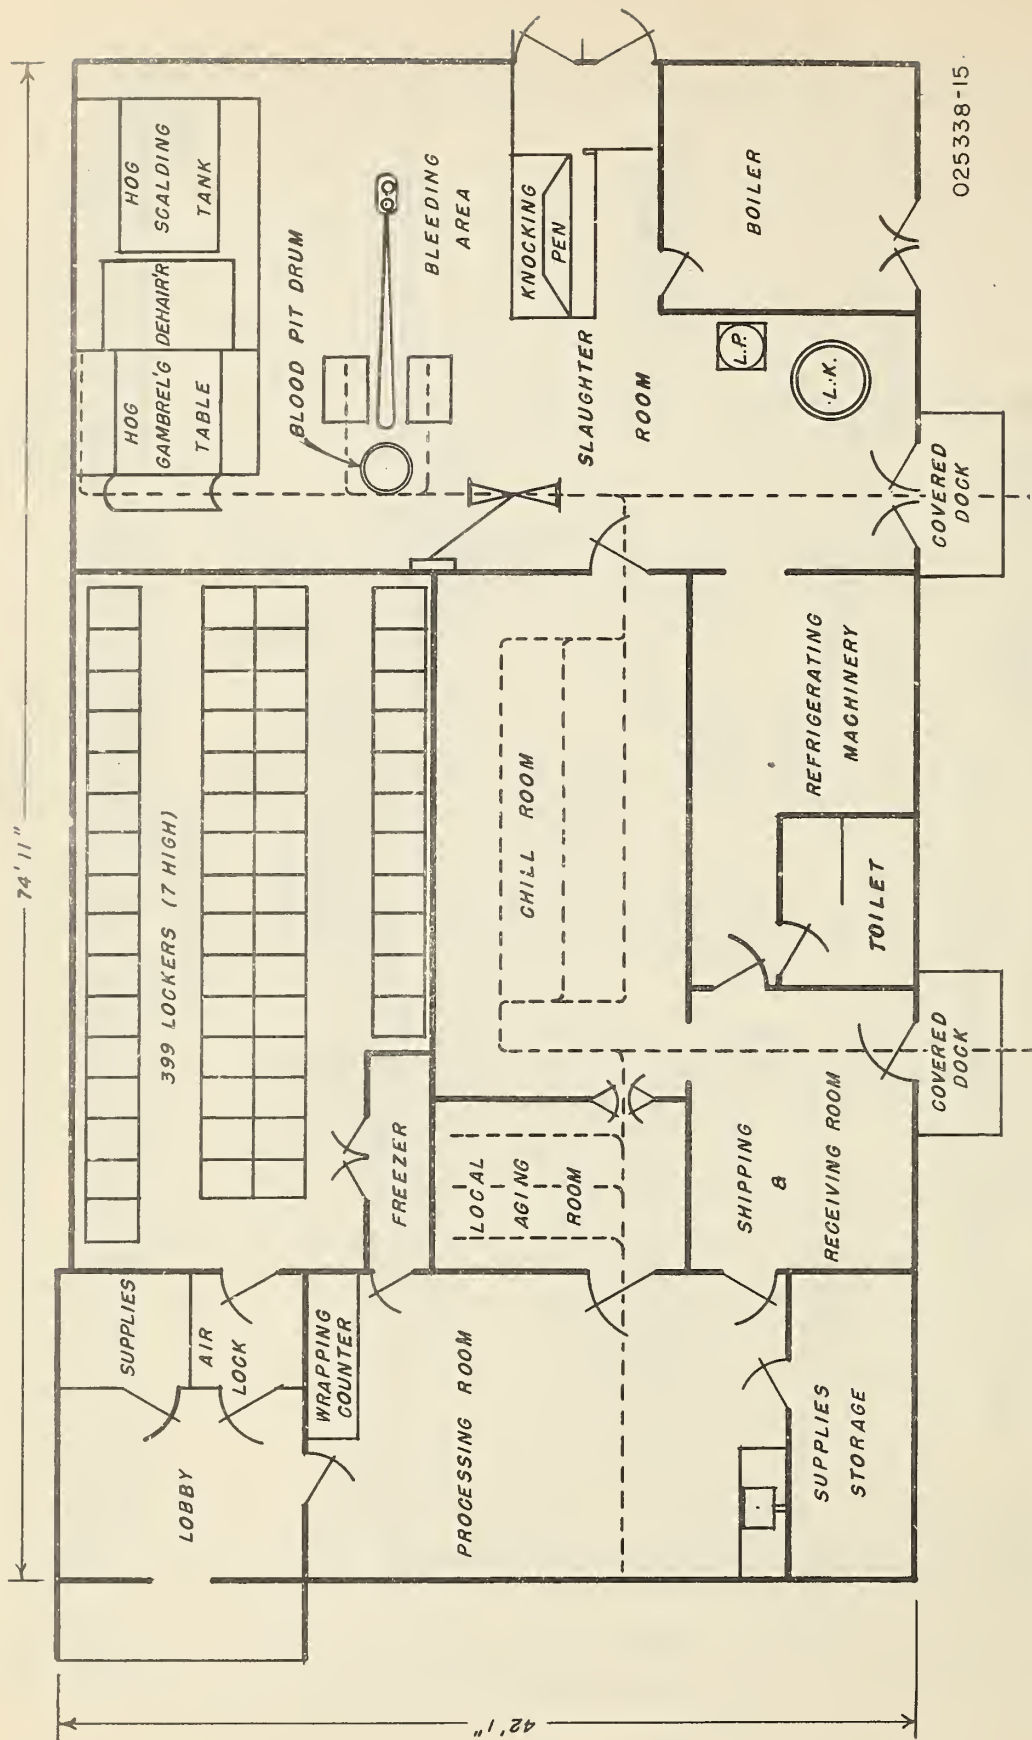 74' 11"
42' 1"
SUPPLIES
AIR
LOCK
LOBBY
WRAPPING
COUNTER
PROCESSING ROOM
SUPPLIES
STORAGE
399 LOCKERS (7 HIGH)
FREEZER
LOCAL
AGING
ROOM
SHIPPING
&
RECEIVING ROOM
COVERED
DOCK
CHILL ROOM
TOILET
REFRIGERATING
MACHINERY
HOG
GAMBREL'G
TABLE
DEHAIR'R
HOG
SCALDING
TANK
BLOOD PIT DRUM
BLEEDING
AREA
KNOCKING
PEN
SLAUGHTER
ROOM
L.P.
L.K.
BOILER
COVERED
DOCK
025338-15